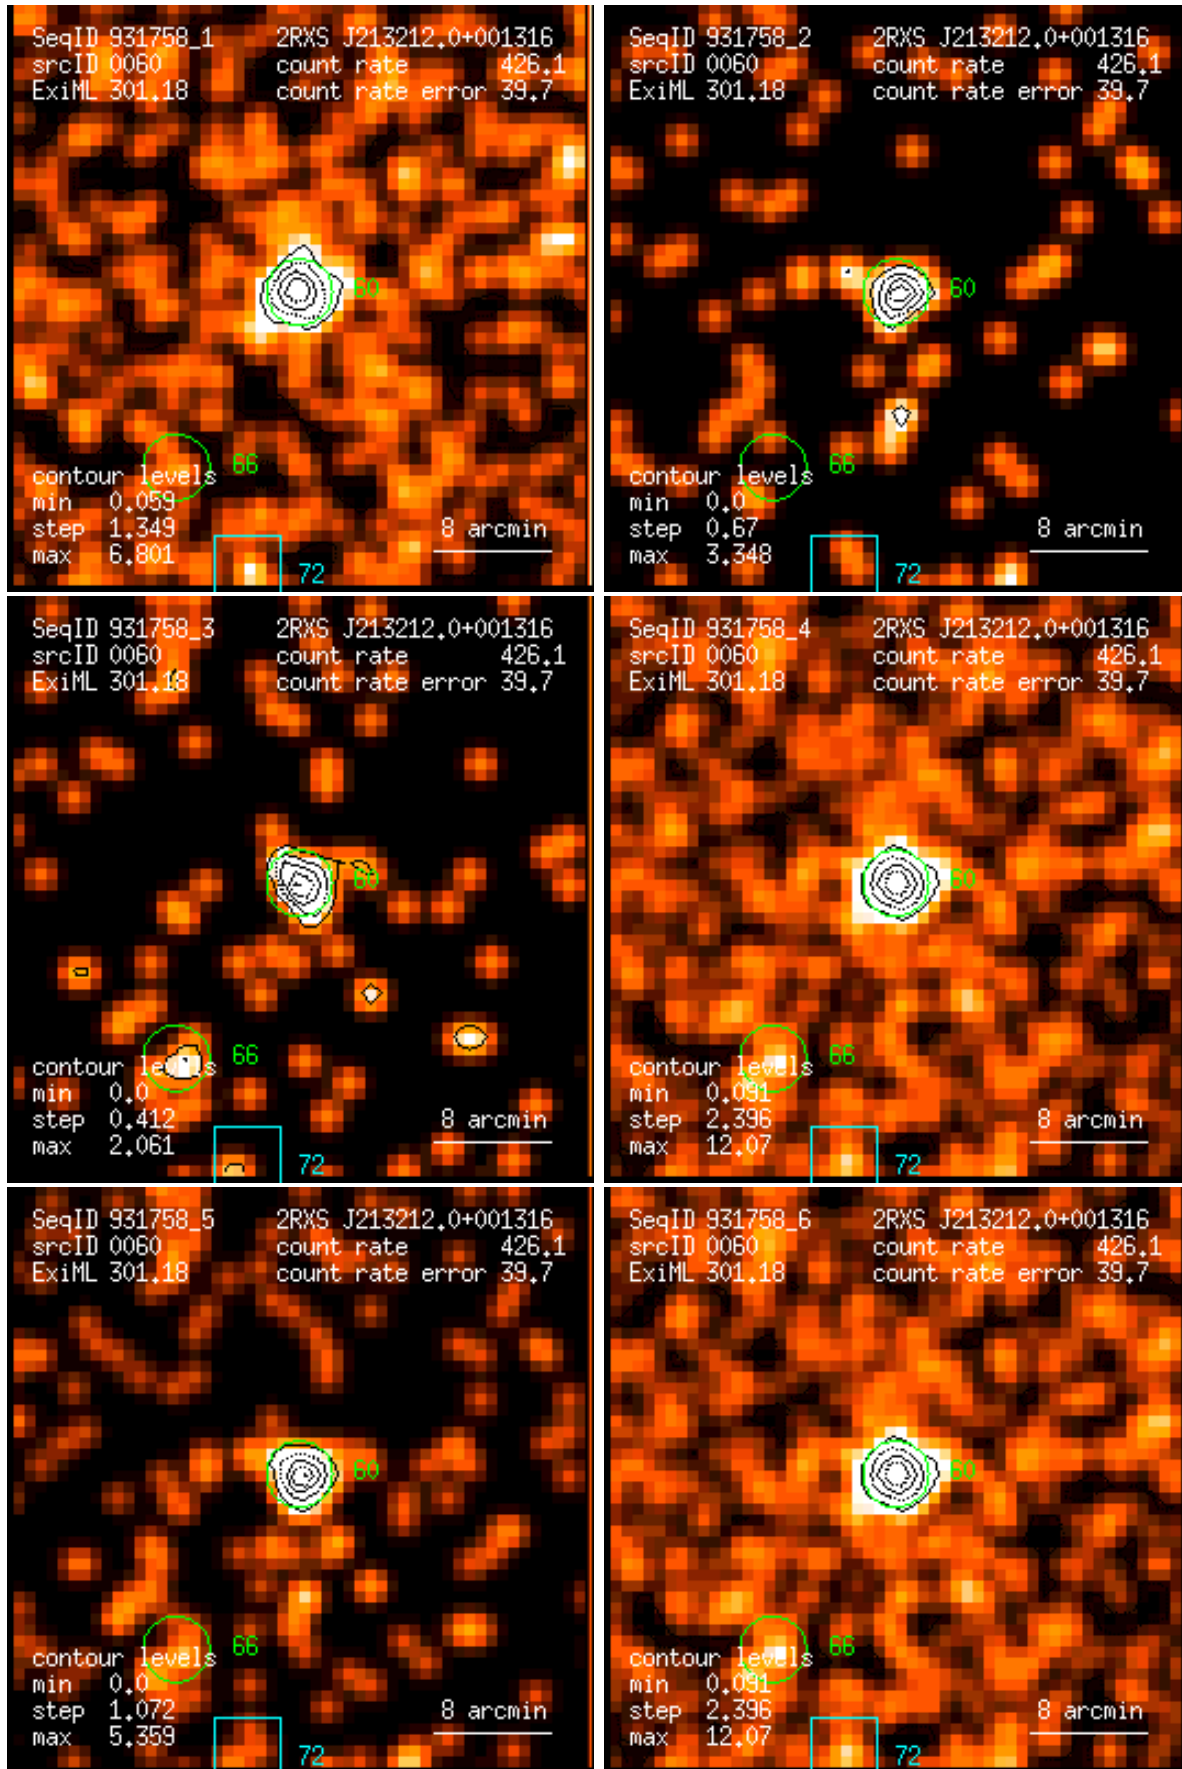 SeqID 931758_1 2RXS J213212.0+001316
srcID 0060 count rate 426.1
ExiML 301.18 count rate error 39.7
60
66
contour levels
min 0.059
step 1.349 8 arcmin
max 6.801
72
SeqID 931758_2 2RXS J213212.0+001316
srcID 0060 count rate 426.1
ExiML 301.18 count rate error 39.7
60
66
contour levels
min 0.0
step 0.67 8 arcmin
max 3.348
72
SeqID 931758_3 2RXS J213212.0+001316
srcID 0060 count rate 426.1
ExiML 301.18 count rate error 39.7
60
66
contour levels
min 0.0
step 0.412 8 arcmin
max 2.061
72
SeqID 931758_4 2RXS J213212.0+001316
srcID 0060 count rate 426.1
ExiML 301.18 count rate error 39.7
60
66
contour levels
min 0.091
step 2.396 8 arcmin
max 12.07
72
SeqID 931758_5 2RXS J213212.0+001316
srcID 0060 count rate 426.1
ExiML 301.18 count rate error 39.7
60
66
contour levels
min 0.0
step 1.072 8 arcmin
max 5.359
72
SeqID 931758_6 2RXS J213212.0+001316
srcID 0060 count rate 426.1
ExiML 301.18 count rate error 39.7
60
66
contour levels
min 0.091
step 2.396 8 arcmin
max 12.07
72